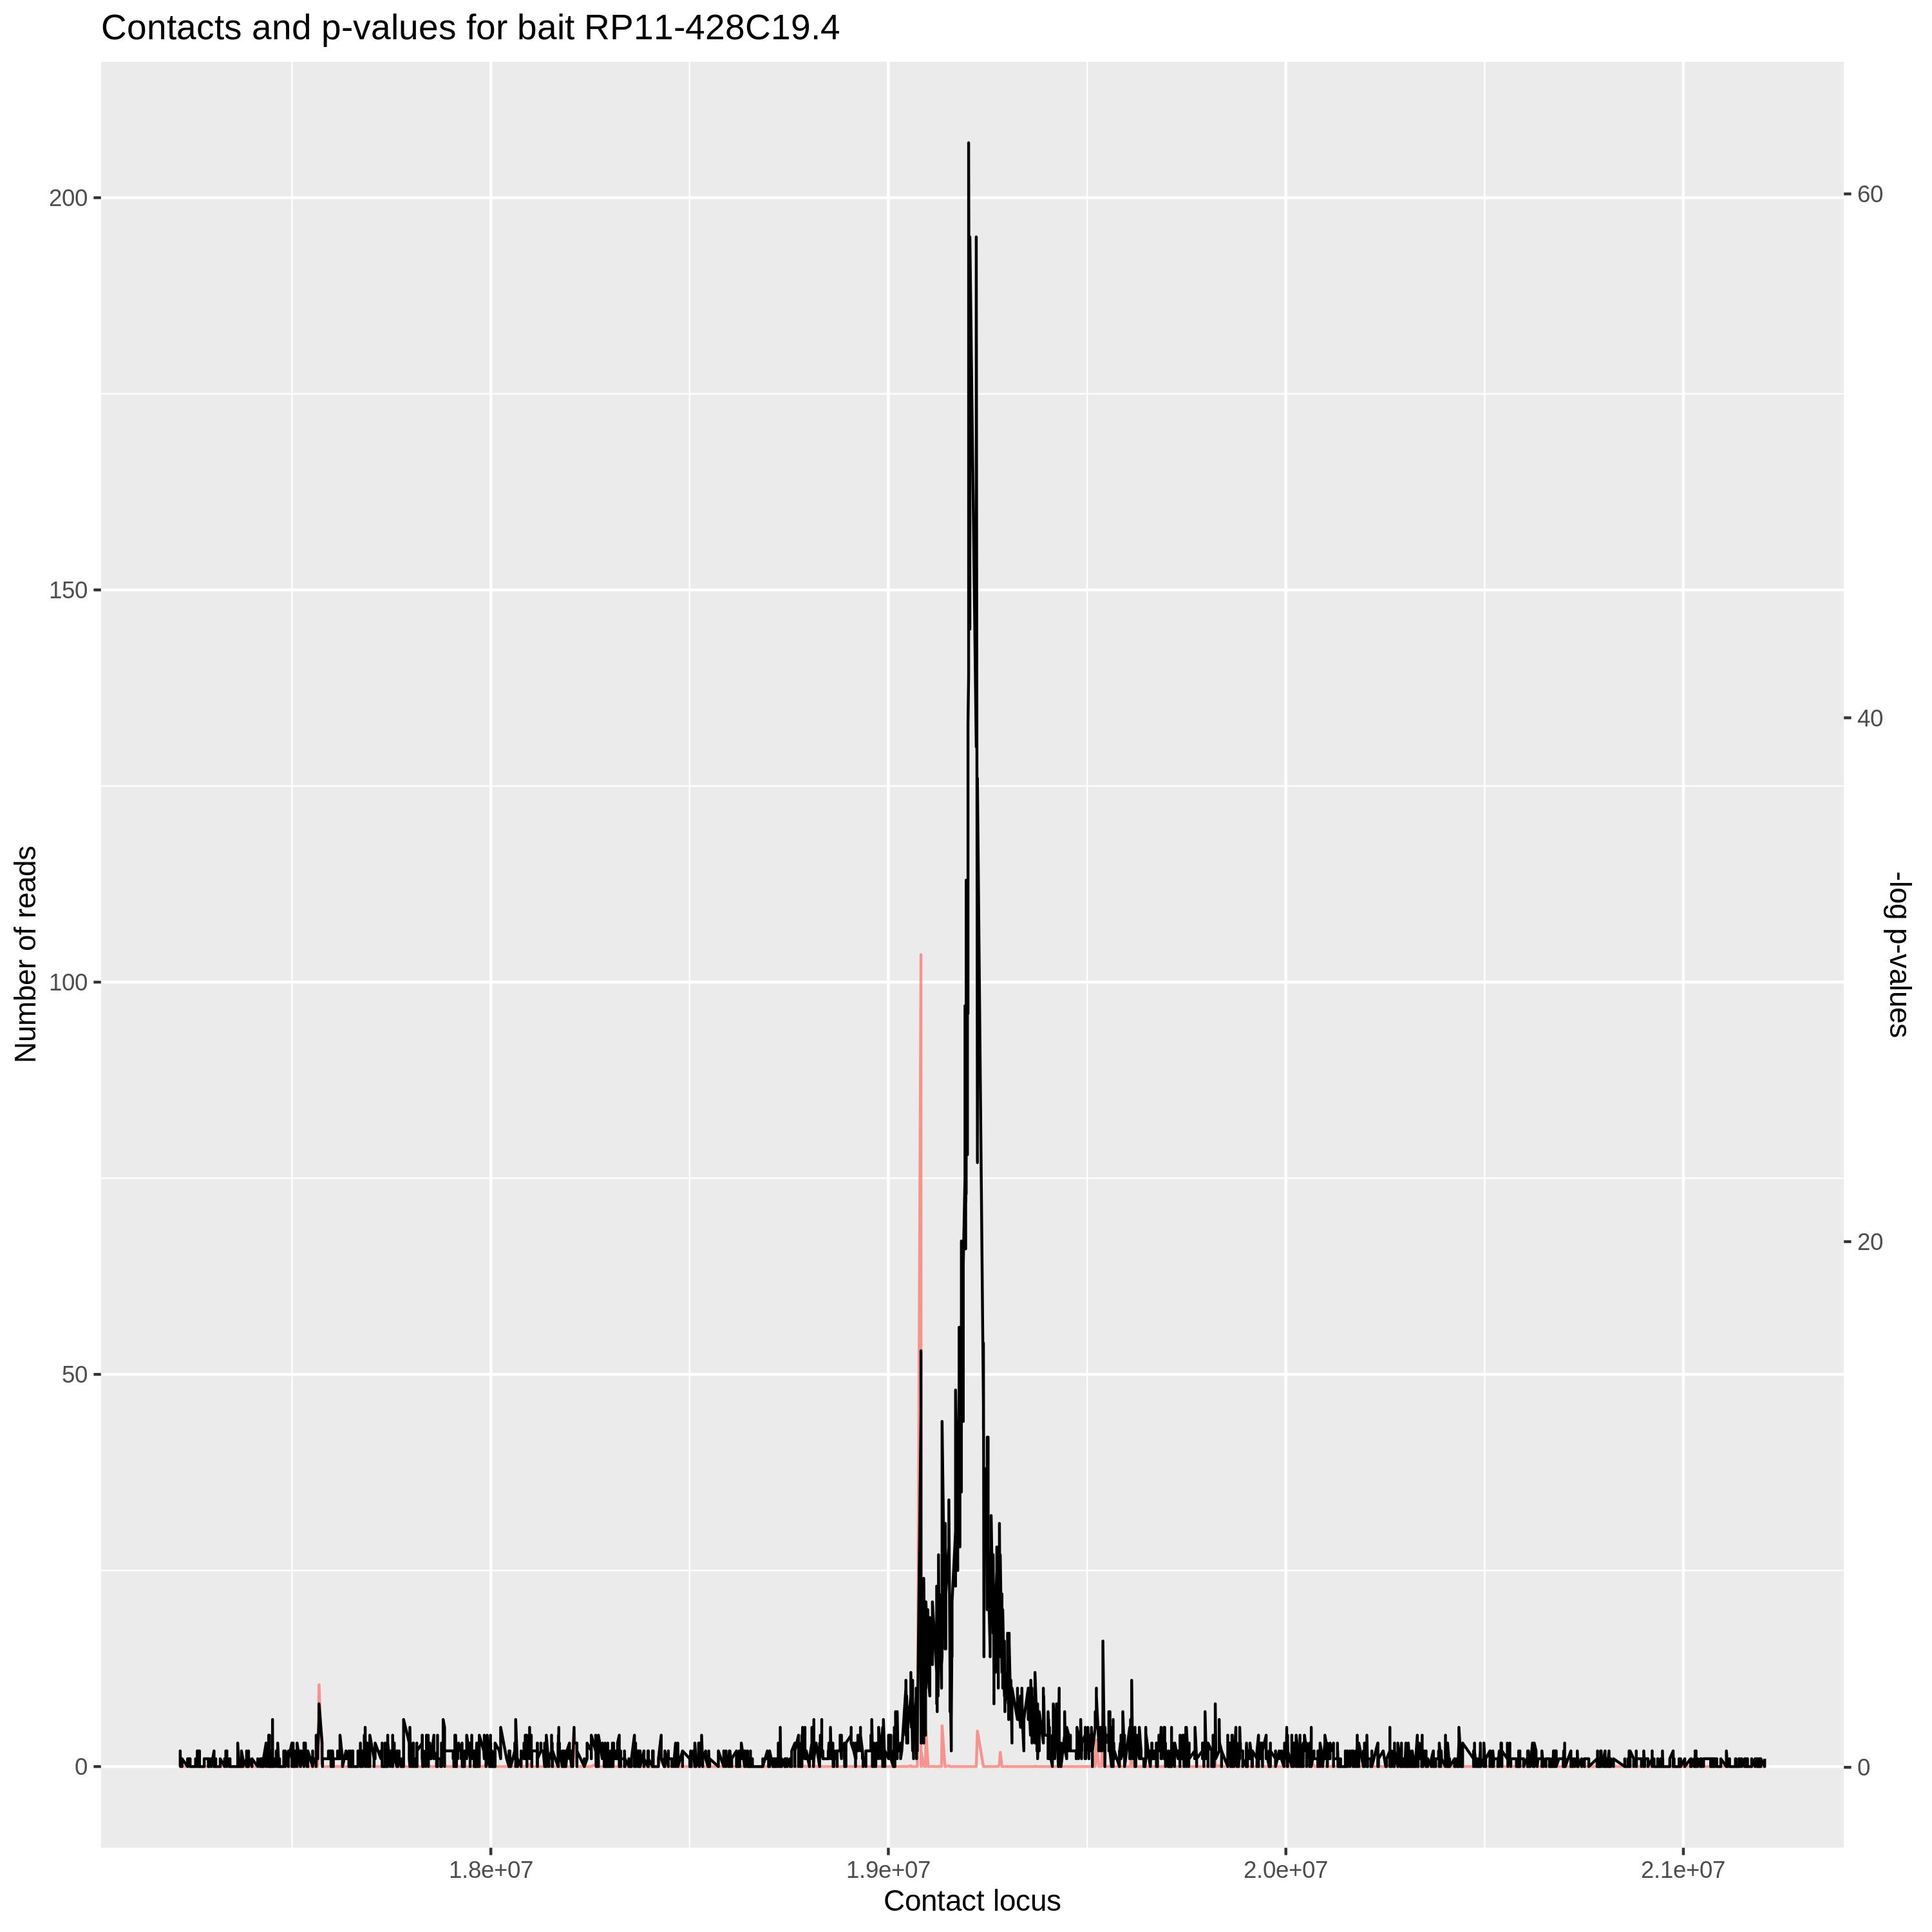 Contacts and p-values for bait RP11-428C19.4
200
150
100
50
0
Number of reads
60
40
20
0
-log p-values
1.8e+07
1.9e+07
2.0e+07
2.1e+07
Contact locus